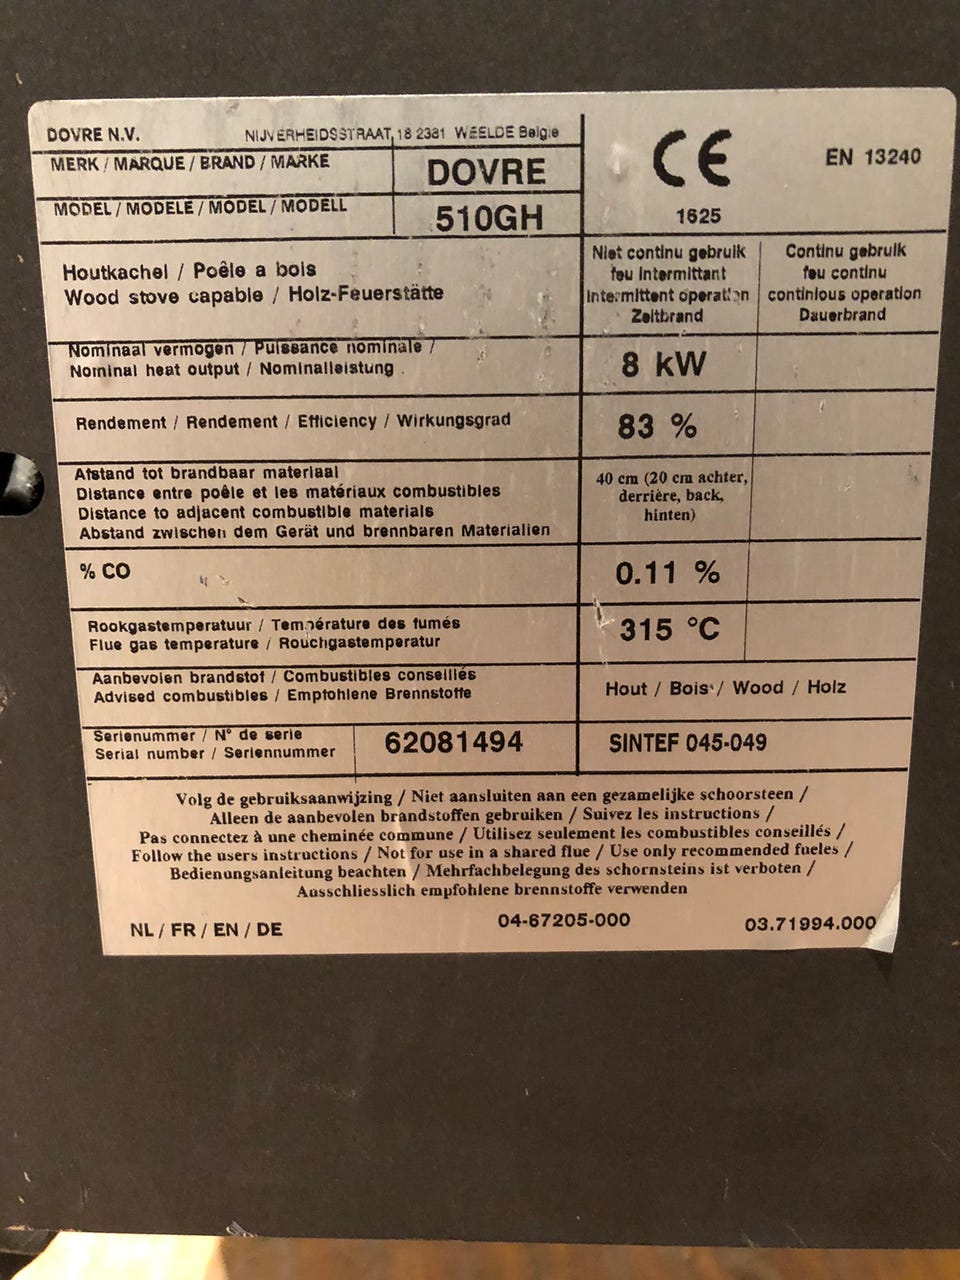 DOVRE N.V. NIJVERHEIDSSTRAAT, 18 2381 WEELDE België
MERK / MARQUE / BRAND / MARKE DOVRE
MODEL / MODELE / MODEL / MODELL 510GH
CE EN 13240
1625
Houtkachel / Poêle a bois
Wood stove capable / Holz-Feuerstätte
Niet continu gebruik
feu intermittant
Intermittent operation
Zeitbrand
Continu gebruik
feu continu
continious operation
Dauerbrand
Nominaal vermogen / Puissance nominale /
Nominal heat output / Nominalleistung .
8 kW
Rendement / Rendement / Efficiency / Wirkungsgrad
83 %
Afstand tot brandbaar materiaal
Distance entre poêle et les matériaux combustibles
Distance to adjacent combustible materials
Abstand zwischen dem Gerät und brennbaren Materialien
40 cm (20 cm achter,
derrière, back,
hinten)
% CO
0.11 %
Rookgastemperatuur / Température des fumés
Flue gas temperature / Rouchgastemperatur
315 °C
Aanbevolen brandstof / Combustibles conseillés
Advised combustibles / Empfohlene Brennstoffe
Hout / Bois / Wood / Holz
Serienummer / N° de serie
Serial number / Seriennummer
62081494
SINTEF 045-049
Volg de gebruiksaanwijzing / Niet aansluiten aan een gezamelijke schoorsteen /
Alleen de aanbevolen brandstoffen gebruiken / Suivez les instructions /
Pas connectez à une cheminée commune / Utilisez seulement les combustibles conseillés /
Follow the users instructions / Not for use in a shared flue / Use only recommended fueles /
Bedienungsanleitung beachten / Mehrfachbelegung des schornsteins ist verboten /
Ausschliesslich empfohlene brennstoffe verwenden
NL / FR / EN / DE 04-67205-000 03.71994.000